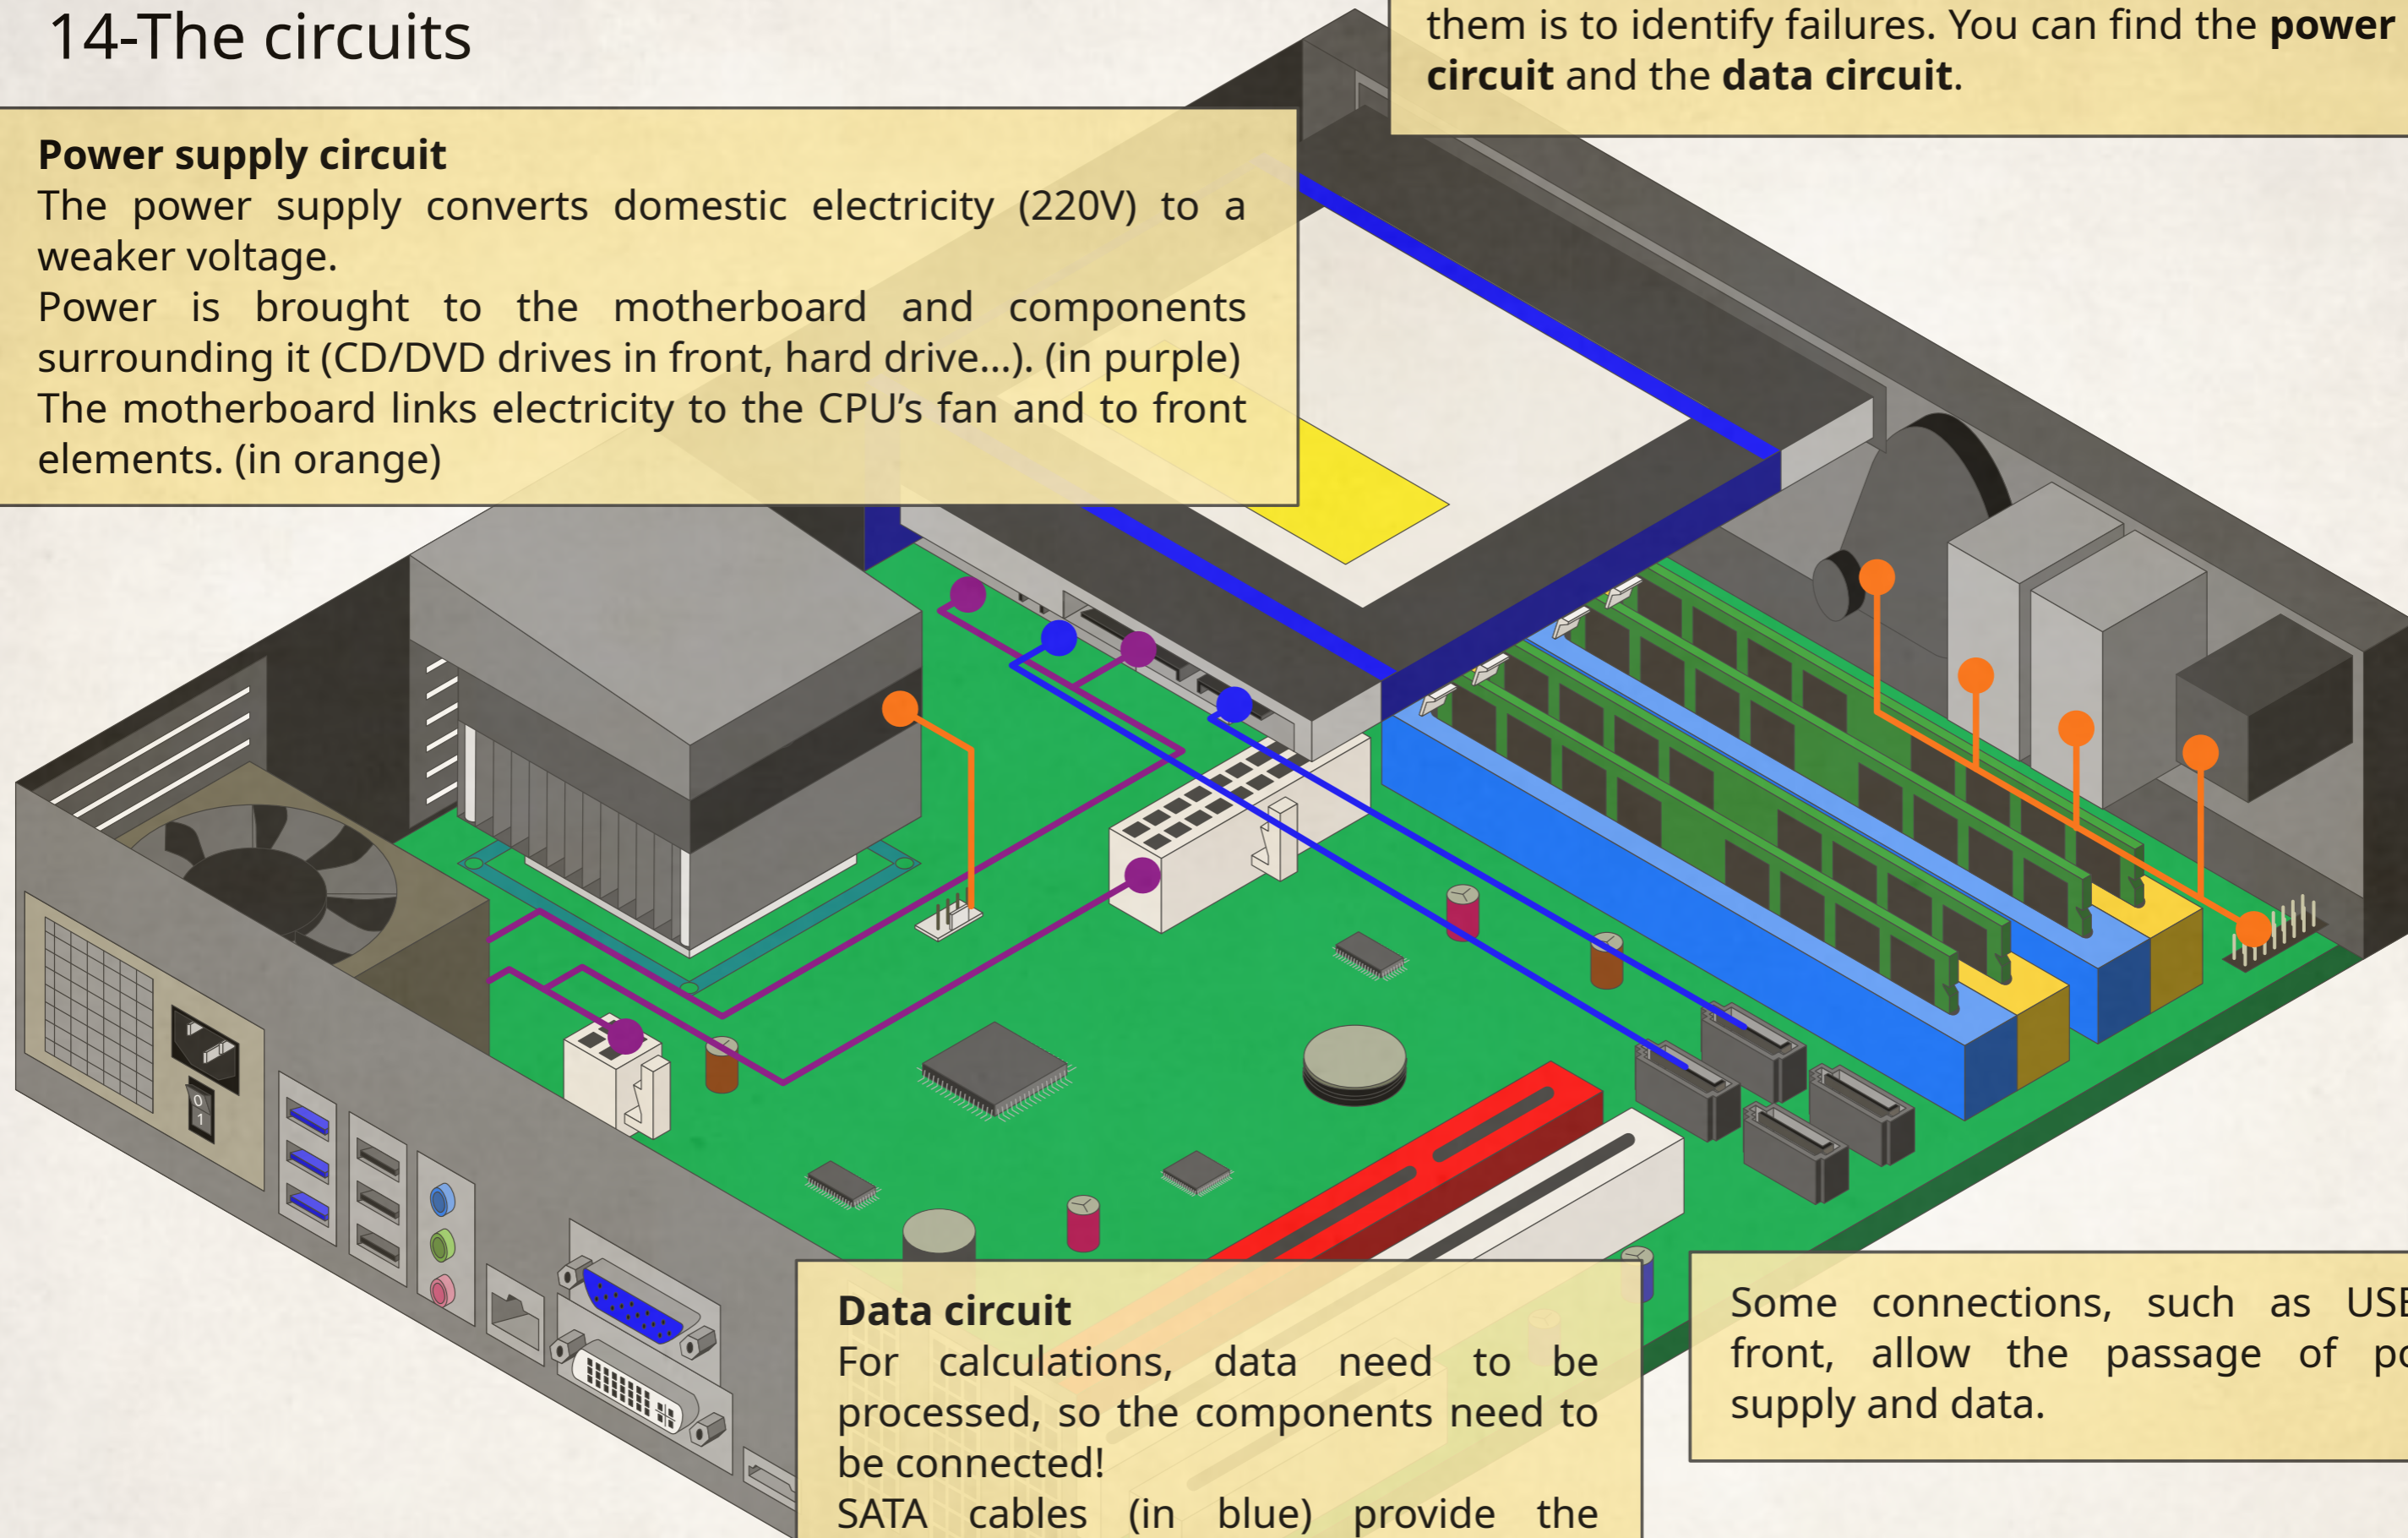 14-The circuits
them is to identify failures. You can find the power
circuit and the data circuit.
Power supply circuit
The power supply converts domestic electricity (220V) to a
weaker voltage.
Power is brought to the motherboard and components
surrounding it (CD/DVD drives in front, hard drive...). (in purple)
The motherboard links electricity to the CPU’s fan and to front
elements. (in orange)
0
1
Data circuit
For calculations, data need to be
processed, so the components need to
be connected!
SATA cables (in blue) provide the
Some connections, such as
front, allow the passage of
supply and data.